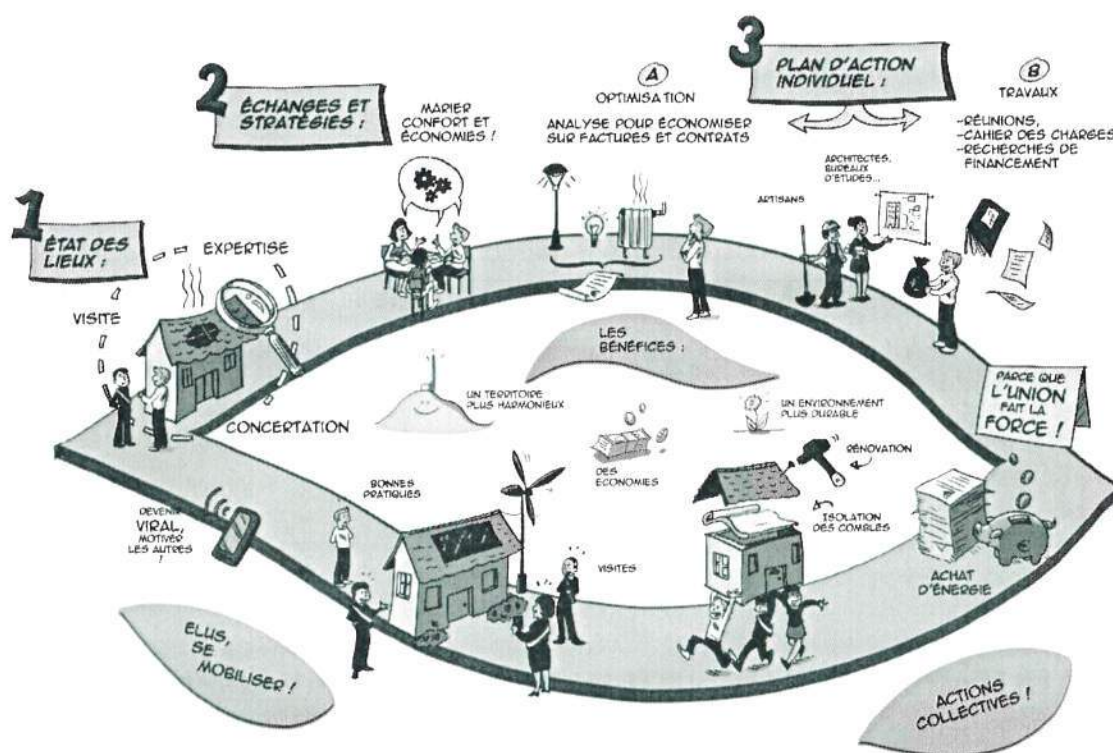 1
ÉTAT DES
LIEUX :
VISITE
EXPERTISE
CONCERTATION
2
ÉCHANGES ET
STRATÉGIES :
MARIER
CONFORT ET
ÉCONOMIES !
3
PLAN D'ACTION
INDIVIDUEL :
A
OPTIMISATION
ANALYSE POUR ÉCONOMISER
SUR FACTURES ET CONTRATS
B
TRAVAUX
-RÉUNIONS,
-CAHIER DES CHARGES
-RECHERCHES DE
FINANCEMENT
ARTISANS
ARCHITECTES,
BUREAUX
D'ÉTUDES...
PARCE QUE
L'UNION
FAIT LA
FORCE !
LES
BÉNÉFICES :
UN TERRITOIRE
PLUS HARMONIEUX
DES
ÉCONOMIES
UN ENVIRONNEMENT
PLUS DURABLE
RÉNOVATION
ISOLATION
DES COMBLES
ACHAT
D'ÉNERGIE
VISITES
BONNES
PRATIQUES
DEVENIR
VIRAL,
MOTIVER
LES AUTRES
!
ELUS,
SE
MOBILISER !
ACTIONS
COLLECTIVES !